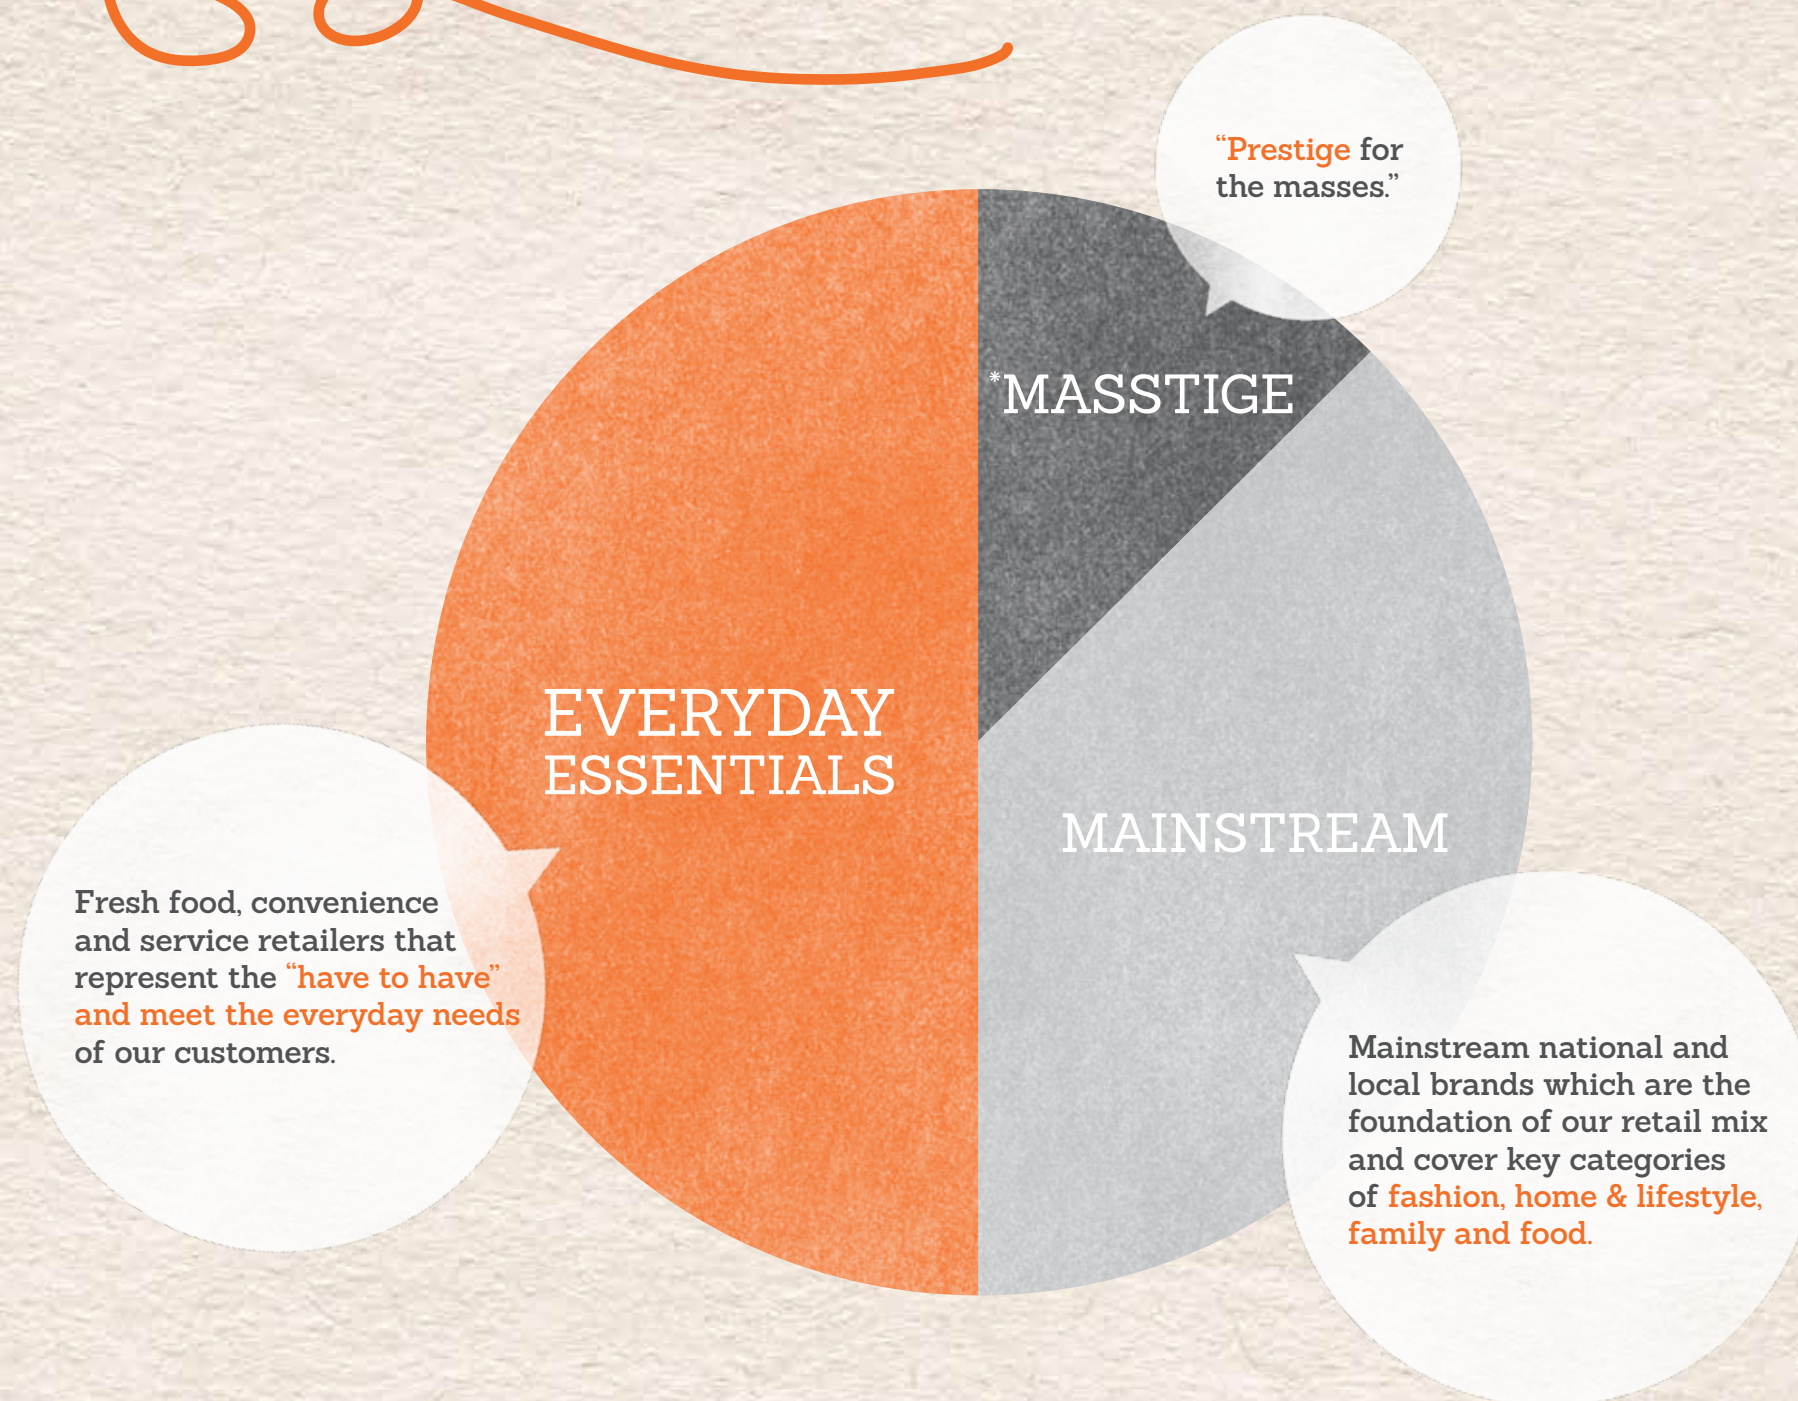 “Prestige for
the masses.”
*MASSTIGE
EVERYDAY
ESSENTIALS
MAINSTREAM
Fresh food, convenience
and service retailers that
represent the “have to have”
and meet the everyday needs
of our customers.
Mainstream national and
local brands which are the
foundation of our retail mix
and cover key categories
of fashion, home & lifestyle,
family and food.